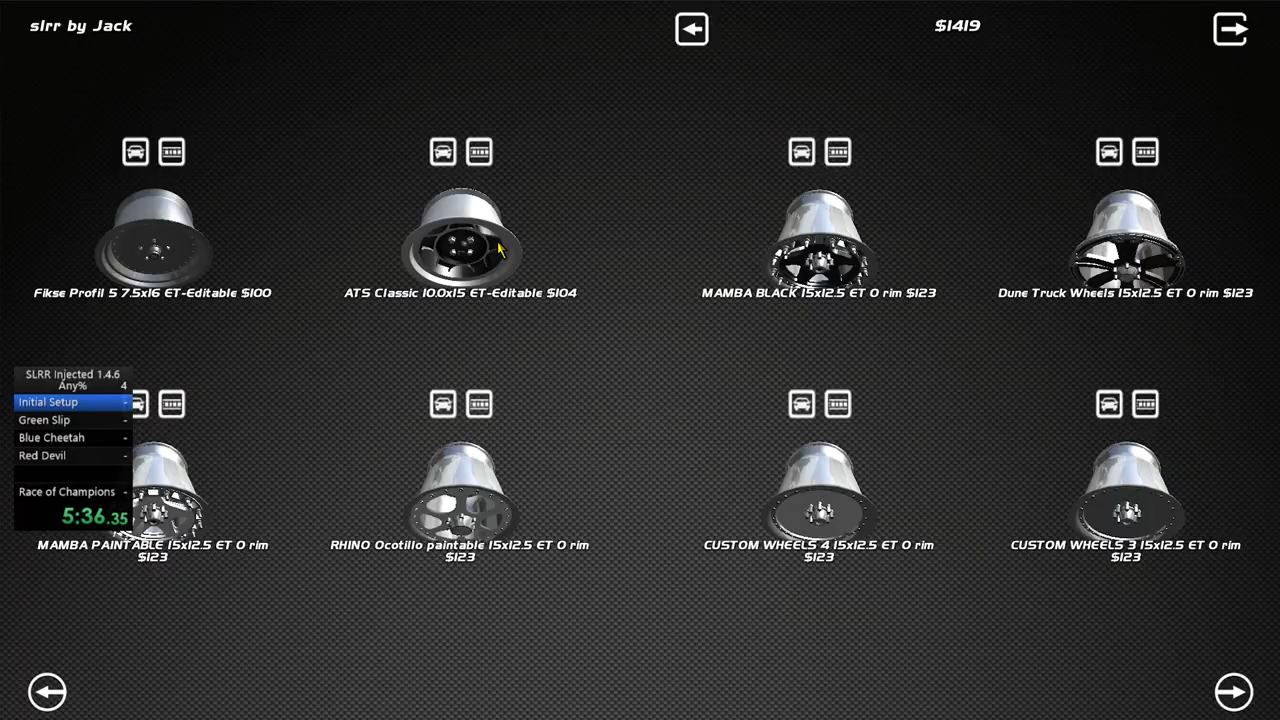 slrr by Jack
$1419
Fikse Profil 5 7.5x16 ET-Editable $100
ATS Classic 10.0x15 ET-Editable $104
MAMBA BLACK 15x12.5 ET 0 rim $123
Dune Truck Wheels 15x12.5 ET 0 rim $123
SLRR Injected 1.4.6
Any% 4
Initial Setup -
Green Slip -
Blue Cheetah -
Red Devil -
Race of Champions -
5:36.35
MAMBA PAINTABLE 15x12.5 ET 0 rim
$123
RHINO Ocotillo paintable 15x12.5 ET 0 rim
$123
CUSTOM WHEELS 4 15x12.5 ET 0 rim
$123
CUSTOM WHEELS 3 15x12.5 ET 0 rim
$123